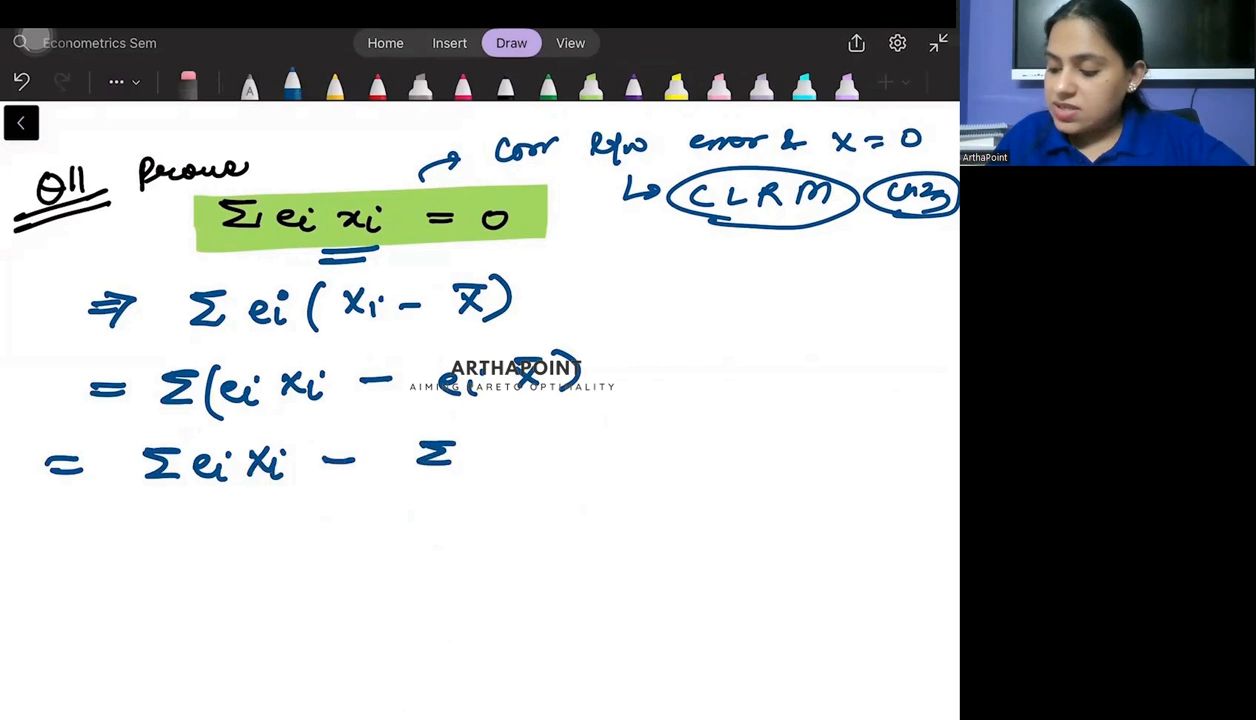 Econometrics Sem
Home Insert Draw View
Q11 Prove
Σ ei xi = 0
Corr b/w error & x = 0
CLRM
⇒ Σ ei ( Xi - X̄ )
= Σ ( ei Xi - ei X̄ )
ARTHAPOINT
AIMING PARETO OPTIMALITY
= Σ ei Xi - Σ
ArthaPoint